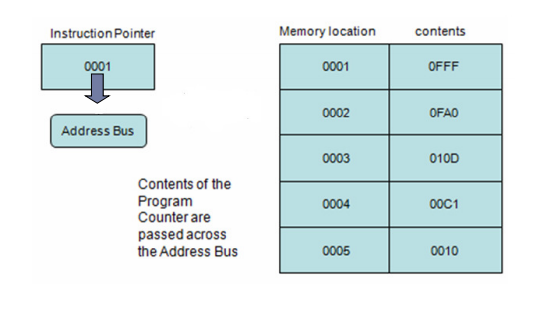 Instruction Pointer
0001
Address Bus
Contents of the
Program
Counter are
passed across
the Address Bus
Memory location contents
0001 0FFF
0002 0FA0
0003 010D
0004 00C1
0005 0010